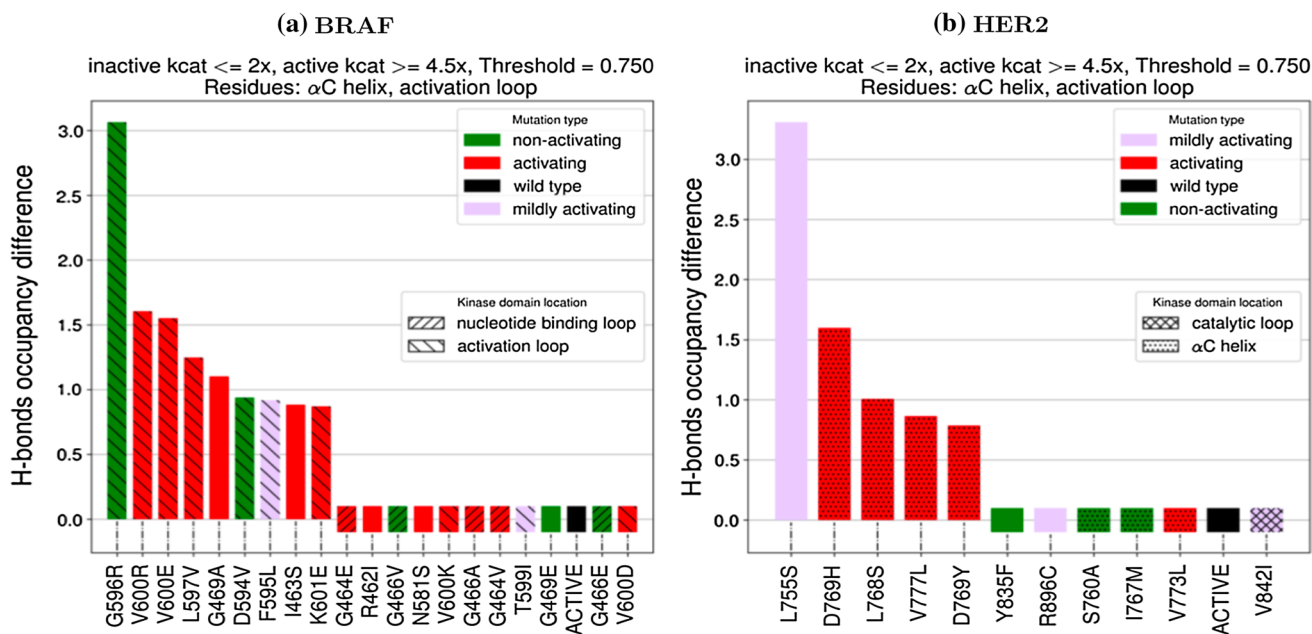 (a) BRAF
inactive kcat <= 2x, active kcat >= 4.5x, Threshold = 0.750
Residues: αC helix, activation loop
H-bonds occupancy difference
3.0
2.5
2.0
1.5
1.0
0.5
0.0
Mutation type
non-activating
activating
wild type
mildly activating
Kinase domain location
nucleotide binding loop
activation loop
G596R
V600R
V600E
L597V
G469A
D594V
F595L
I463S
K601E
G464E
R462I
G466V
N581S
V600K
G466A
G464V
T599I
G469E
ACTIVE
G466E
V600D
(b) HER2
inactive kcat <= 2x, active kcat >= 4.5x, Threshold = 0.750
Residues: αC helix, activation loop
H-bonds occupancy difference
3.0
2.5
2.0
1.5
1.0
0.5
0.0
Mutation type
mildly activating
activating
wild type
non-activating
Kinase domain location
catalytic loop
αC helix
L755S
D769H
L768S
V777L
D769Y
Y835F
R896C
S760A
I767M
V773L
ACTIVE
V842I